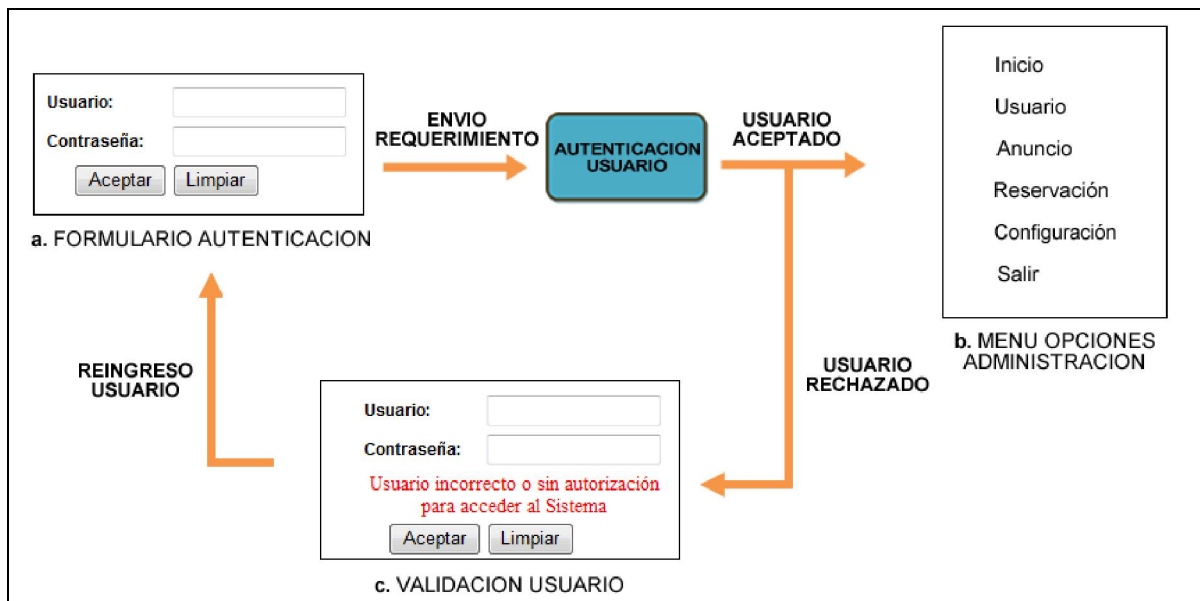 Usuario:
Contraseña:
Aceptar
Limpiar
a. FORMULARIO AUTENTICACION
ENVIO
REQUERIMIENTO
AUTENTICACION
USUARIO
USUARIO
ACEPTADO
Inicio
Usuario
Anuncio
Reservación
Configuración
Salir
b. MENU OPCIONES
ADMINISTRACION
USUARIO
RECHAZADO
REINGRESO
USUARIO
Usuario:
Contraseña:
Usuario incorrecto o sin autorización
para acceder al Sistema
Aceptar
Limpiar
c. VALIDACION USUARIO